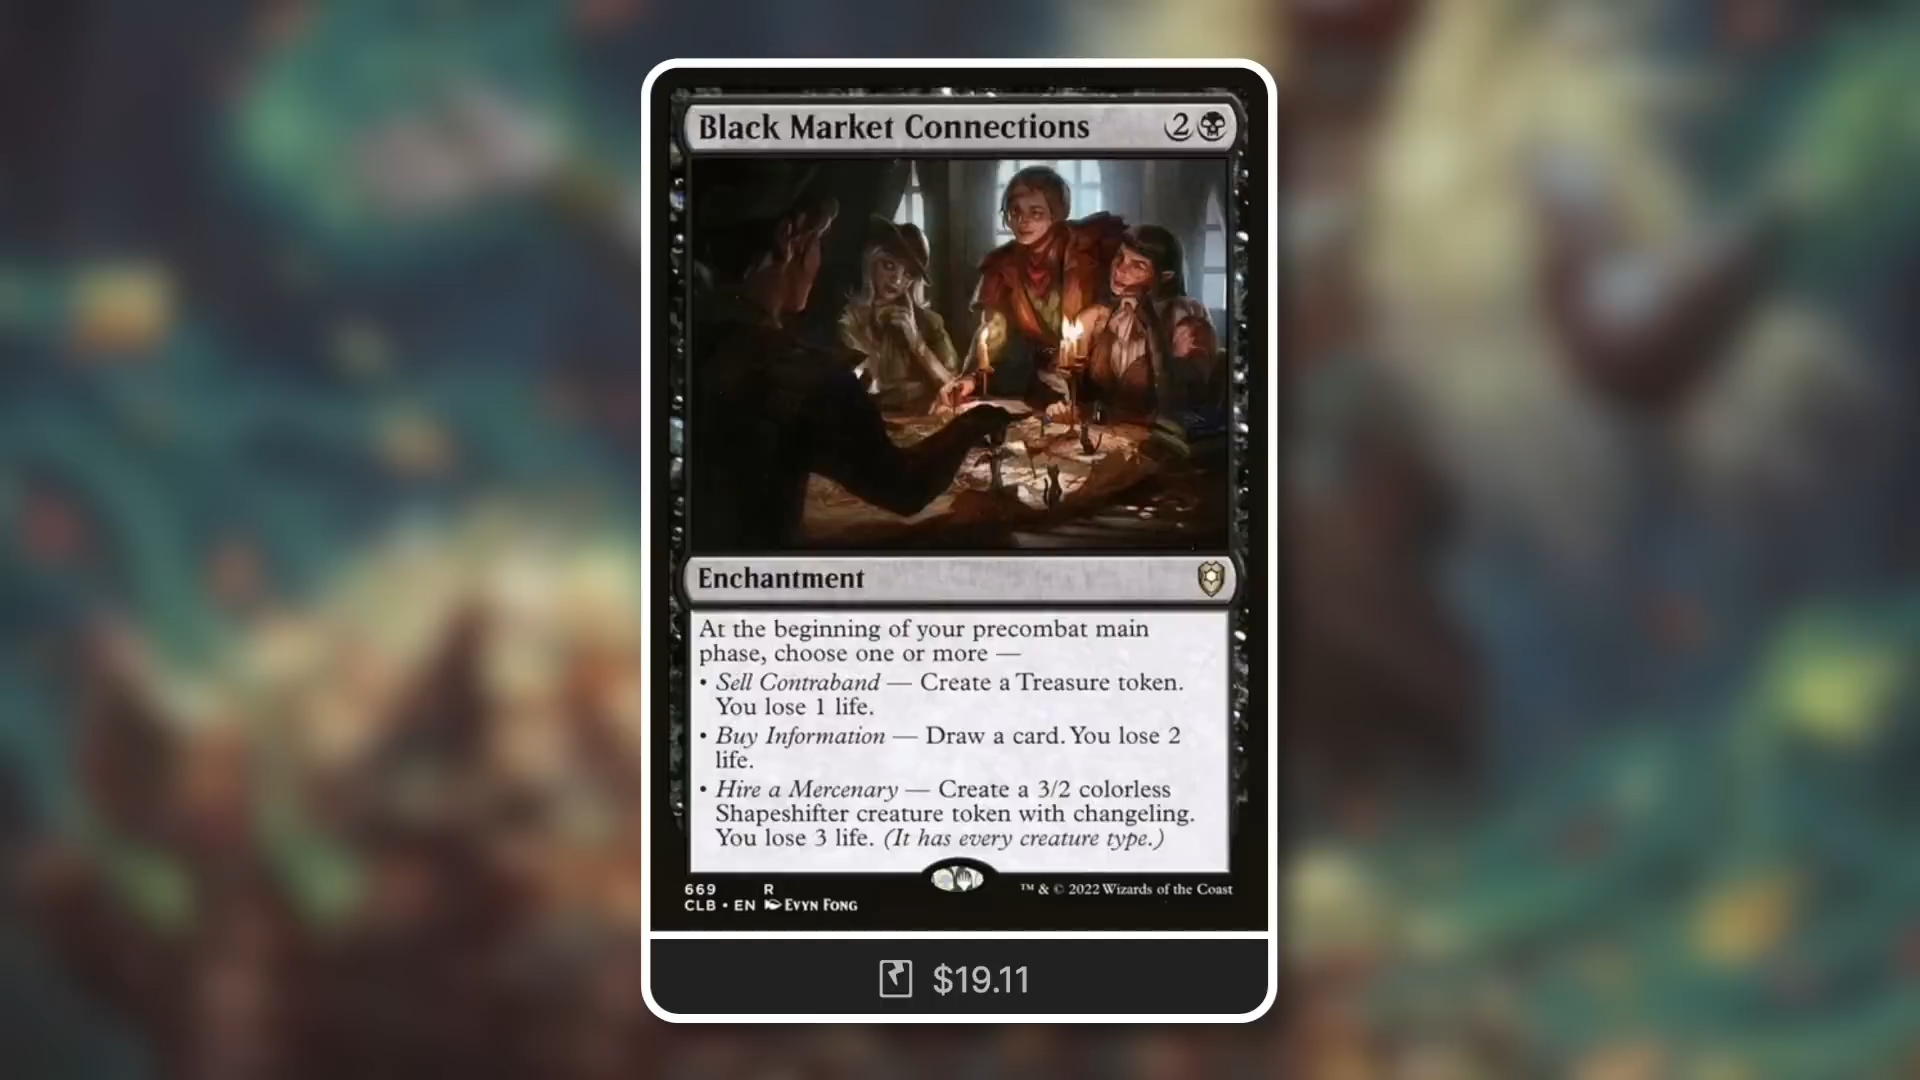 Black Market Connections 2
Enchantment
At the beginning of your precombat main
phase, choose one or more —
• Sell Contraband — Create a Treasure token.
You lose 1 life.
• Buy Information — Draw a card. You lose 2
life.
• Hire a Mercenary — Create a 3/2 colorless
Shapeshifter creature token with changeling.
You lose 3 life. (It has every creature type.)
669 R
™ & © 2022 Wizards of the Coast
CLB • EN EVYN FONG
$19.11